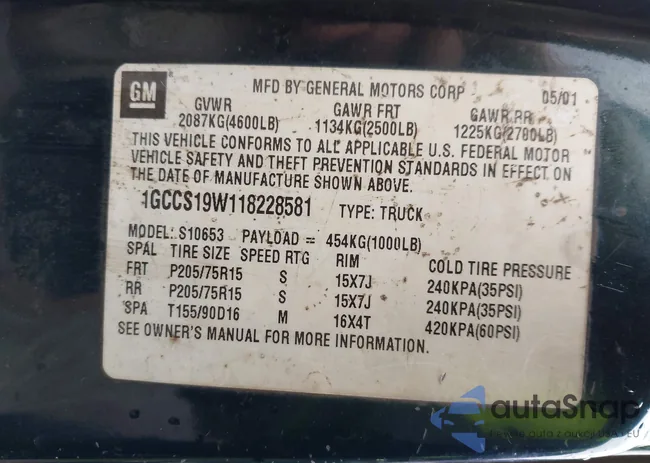 GM
MFD BY GENERAL MOTORS CORP 05/01
GVWR GAWR FRT GAWR RR
2087KG(4600LB) 1134KG(2500LB) 1225KG(2700LB)
THIS VEHICLE CONFORMS TO ALL APPLICABLE U.S. FEDERAL MOTOR
VEHICLE SAFETY AND THEFT PREVENTION STANDARDS IN EFFECT ON
THE DATE OF MANUFACTURE SHOWN ABOVE.
1GCCS19W118228581 TYPE: TRUCK
MODEL: S10653 PAYLOAD = 454KG(1000LB)
SPAL TIRE SIZE SPEED RTG RIM COLD TIRE PRESSURE
FRT P205/75R15 S 15X7J 240KPA(35PSI)
RR P205/75R15 S 15X7J 240KPA(35PSI)
SPA T155/90D16 M 16X4T 420KPA(60PSI)
SEE OWNER'S MANUAL FOR MORE INFORMATION.
autoSnap
auta z aukcji